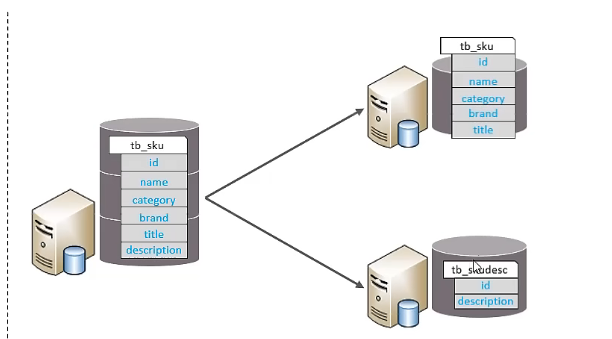 tb_sku
id
name
category
brand
title
description
tb_sku
id
name
category
brand
title
tb_skudesc
id
description